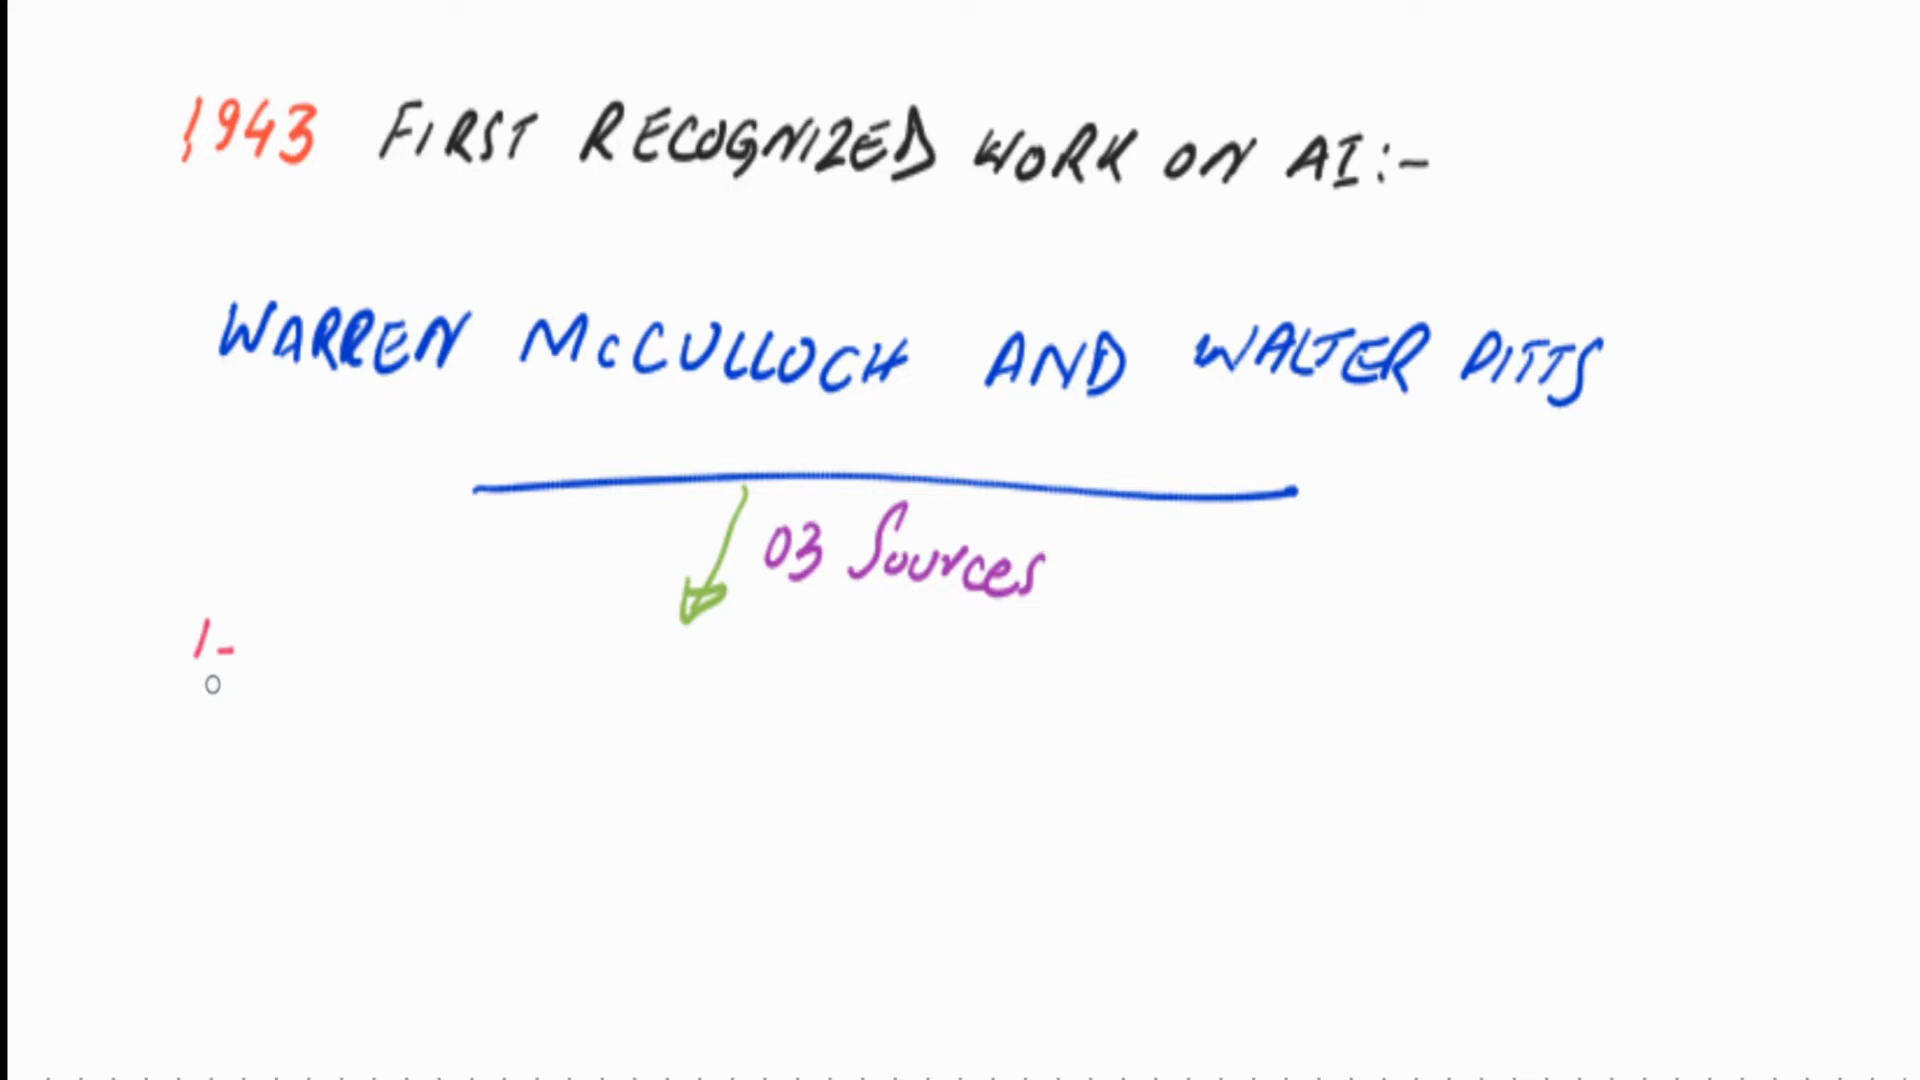 1943 FIRST RECOGNIZED WORK ON AI:-
WARREN McCULLOCH AND WALTER PITTS
03 Sources
1-